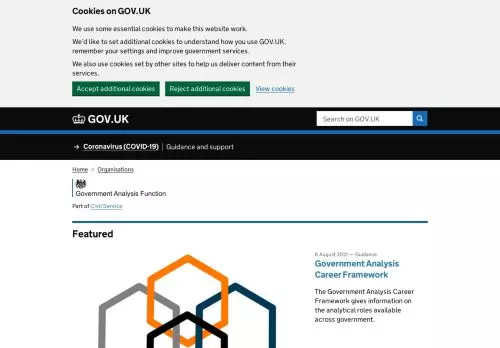 Cookies on GOV.UK
We use some essential cookies to make this website work.
We'd like to set additional cookies to understand how you use GOV.UK,
remember your settings and improve government services.
We also use cookies set by other sites to help us deliver content from their
services.
Accept additional cookies Reject additional cookies View cookies
GOV.UK Search on GOV.UK
→ Coronavirus (COVID-19) | Guidance and support
Home > Organisations
Government Analysis Function
Part of Civil Service
Featured
6 August 2021 — Guidance
Government Analysis
Career Framework
The Government Analysis Career
Framework gives information on
the analytical roles available
across government.